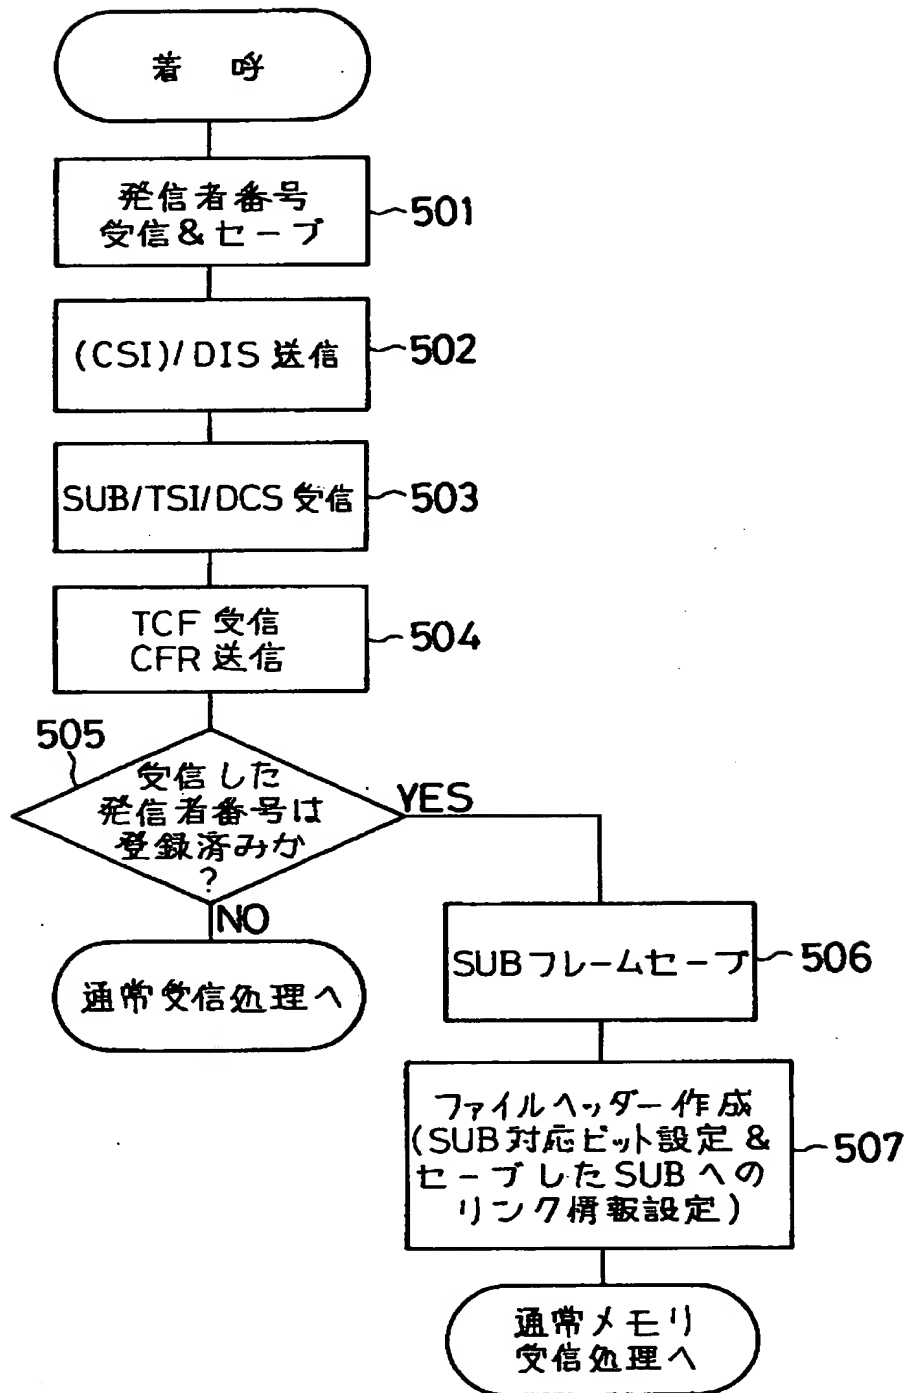 着 呼
発信者番号
受信&セーブ
501
(CSI)/DIS 送信
502
SUB/TSI/DCS 受信
503
TCF 受信
CFR 送信
504
505
受信した
発信者番号は
登録済みか
?
YES
NO
通常受信処理へ
SUBフレームセーブ
506
ファイルヘッダー作成
(SUB対応ビット設定 &
セーブしたSUBへの
リンク情報設定)
507
通常メモリ
受信処理へ